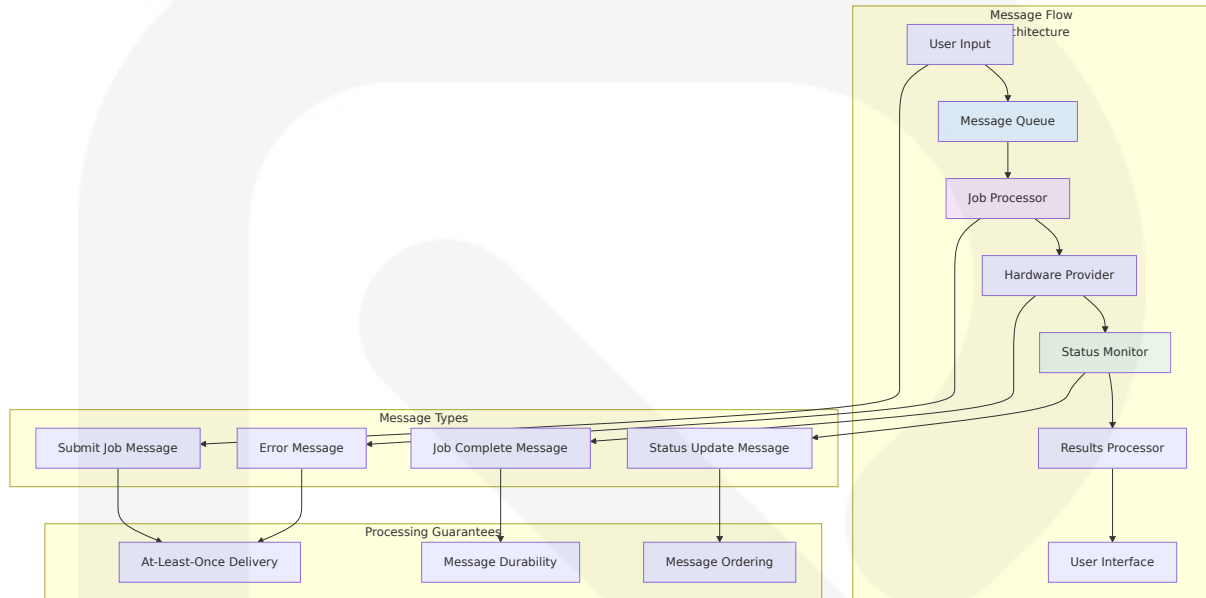 Message Flow
chitecture
User Input
Message Queue
Job Processor
Hardware Provider
Status Monitor
Message Types
Submit Job Message
Error Message
Job Complete Message
Status Update Message
Results Processor
Processing Guarantees
At-Least-Once Delivery
Message Durability
Message Ordering
User Interface